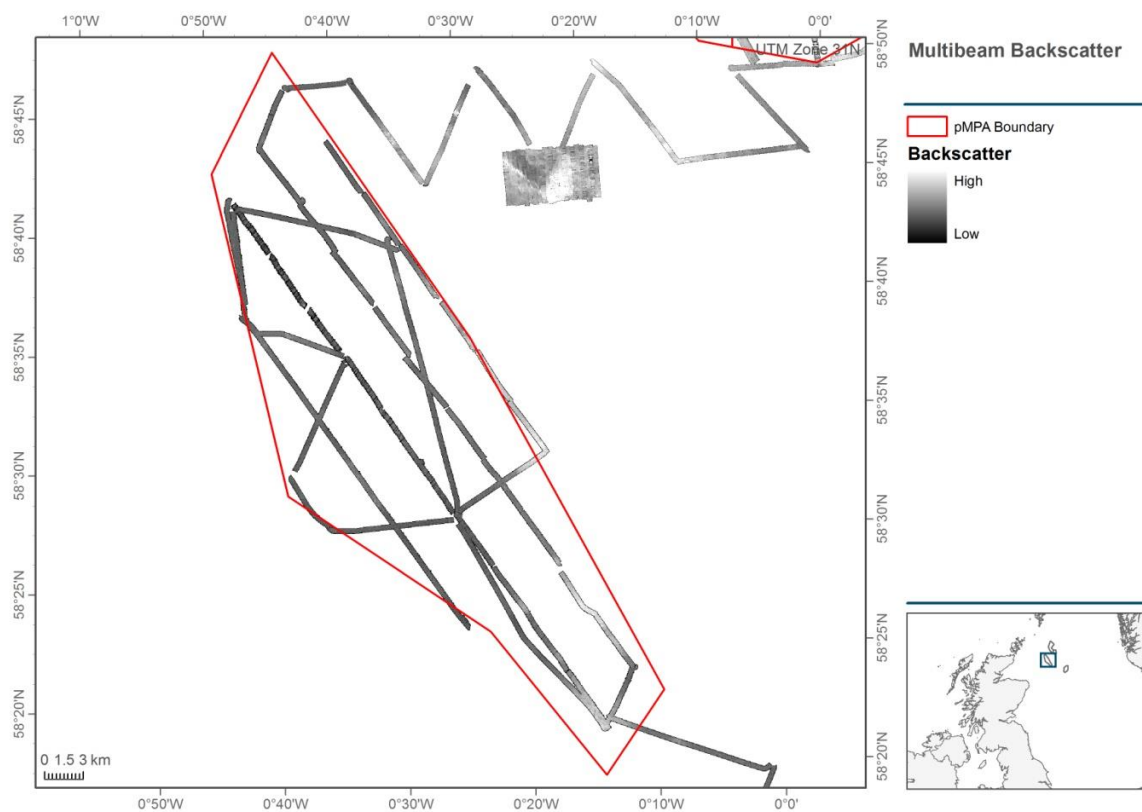 1°0'W 0°50'W 0°40'W 0°30'W 0°20'W 0°10'W 0°0'
UTM Zone 31N
58°50'N
58°45'N
58°40'N
58°35'N
58°30'N
58°25'N
58°20'N
58°45'N
58°40'N
58°35'N
58°30'N
58°25'N
58°20'N
0 1.5 3 km
0°50'W 0°40'W 0°30'W 0°20'W 0°10'W 0°0'
Multibeam Backscatter
pMPA Boundary
Backscatter
High
Low